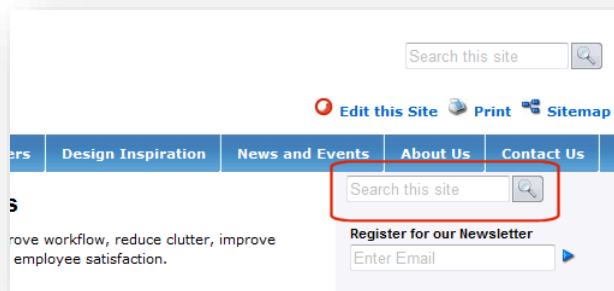 Search this site
Edit this Site Print Sitemap
ers Design Inspiration News and Events About Us Contact Us
Search this site
s
rove workflow, reduce clutter, improve
employee satisfaction.
Register for our Newsletter
Enter Email